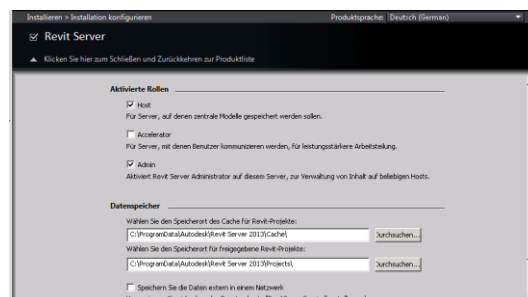 Installieren > Installation konfigurieren
Produktsprache: Deutsch (German)
Revit Server
Klicken Sie hier zum Schließen und Zurückkehren zur Produktliste
Aktivierte Rollen
Host
Für Server, auf denen zentrale Modelle gespeichert werden sollen.
Accelerator
Für Server, mit denen Benutzer kommunizieren werden, für leistungsstärkere Arbeitsteilung.
Admin
Aktiviert Revit Server Administrator auf diesem Server, zur Verwaltung von Inhalt auf beliebigen Hosts.
Datenspeicher
Wählen Sie den Speicherort des Cache für Revit-Projekte:
C:\ProgramData\Autodesk\Revit Server 2013\Cache\
Durchsuchen...
Wählen Sie den Speicherort für freigegebene Revit-Projekte:
C:\ProgramData\Autodesk\Revit Server 2013\Projects\
Durchsuchen...
Speichern Sie die Daten extern in einem Netzwerk